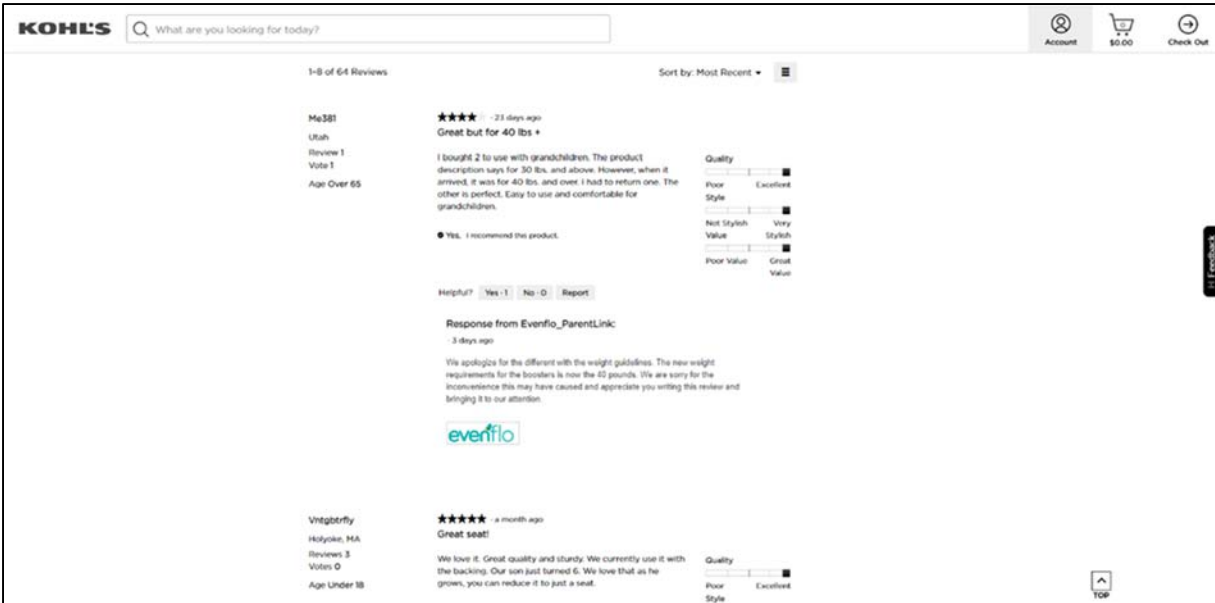 KOHL'S
What are you looking for today?
Account
0
$0.00
Check Out
1-8 of 64 Reviews
Sort by: Most Recent
Me381
Utah
Review 1
Vote 1
Age Over 65
· 23 days ago
Great but for 40 lbs +
I bought 2 to use with grandchildren. The product
description says for 30 lbs. and above. However, when it
arrived, it was for 40 lbs. and over. I had to return one. The
other is perfect. Easy to use and comfortable for
grandchildren.
Yes, I recommend this product.
Quality
Poor Excellent
Style
Not Stylish Very Stylish
Value
Poor Value Great Value
Helpful? Yes · 1 No · 0 Report
Response from Evenflo_ParentLink:
· 3 days ago
We apologize for the different with the weight guidelines. The new weight
requirements for the boosters is now the 40 pounds. We are sorry for the
inconvenience this may have caused and appreciate you writing this review and
bringing it to our attention
evenflo
Vntgbtrfly
Holyoke, MA
Reviews 3
Votes 0
Age Under 18
· a month ago
Great seat!
We love it. Great quality and sturdy. We currently use it with
the backing. Our son just turned 6. We love that as he
grows, you can reduce it to just a seat.
Quality
Poor Excellent
Style
Feedback
TOP